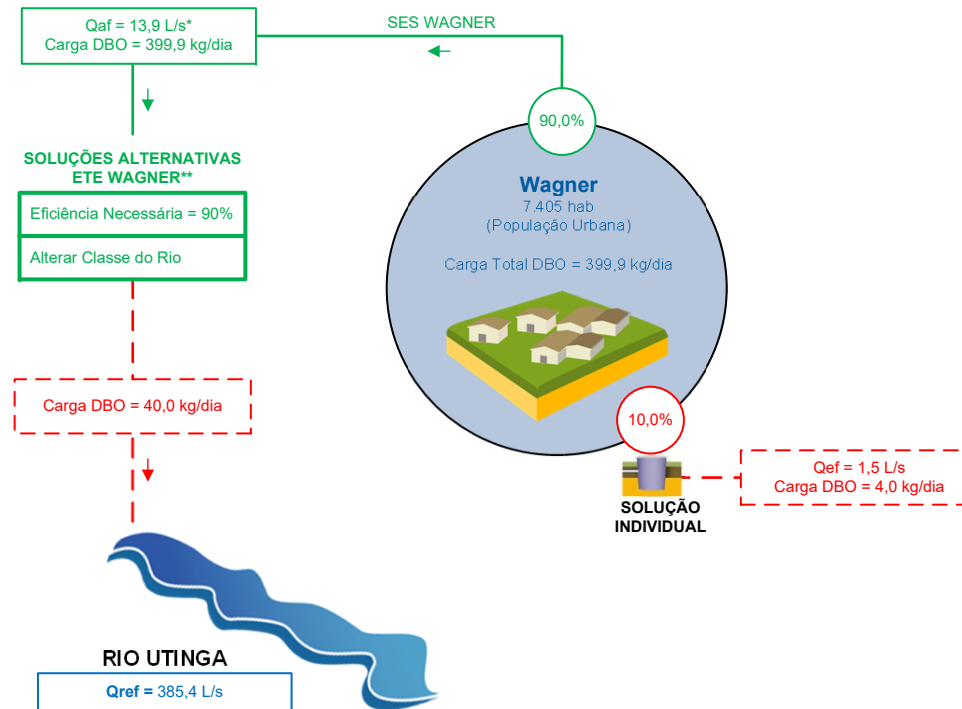 Qaf = 13,9 L/s*
Carga DBO = 399,9 kg/dia
SES WAGNER
90,0%
SOLUÇÕES ALTERNATIVAS
ETE WAGNER**
Eficiência Necessária = 90%
Alterar Classe do Rio
Wagner
7.405 hab
(População Urbana)
Carga Total DBO = 399,9 kg/dia
Carga DBO = 40,0 kg/dia
10,0%
Qef = 1,5 L/s
Carga DBO = 4,0 kg/dia
SOLUÇÃO
INDIVIDUAL
RIO UTINGA
Qref = 385,4 L/s